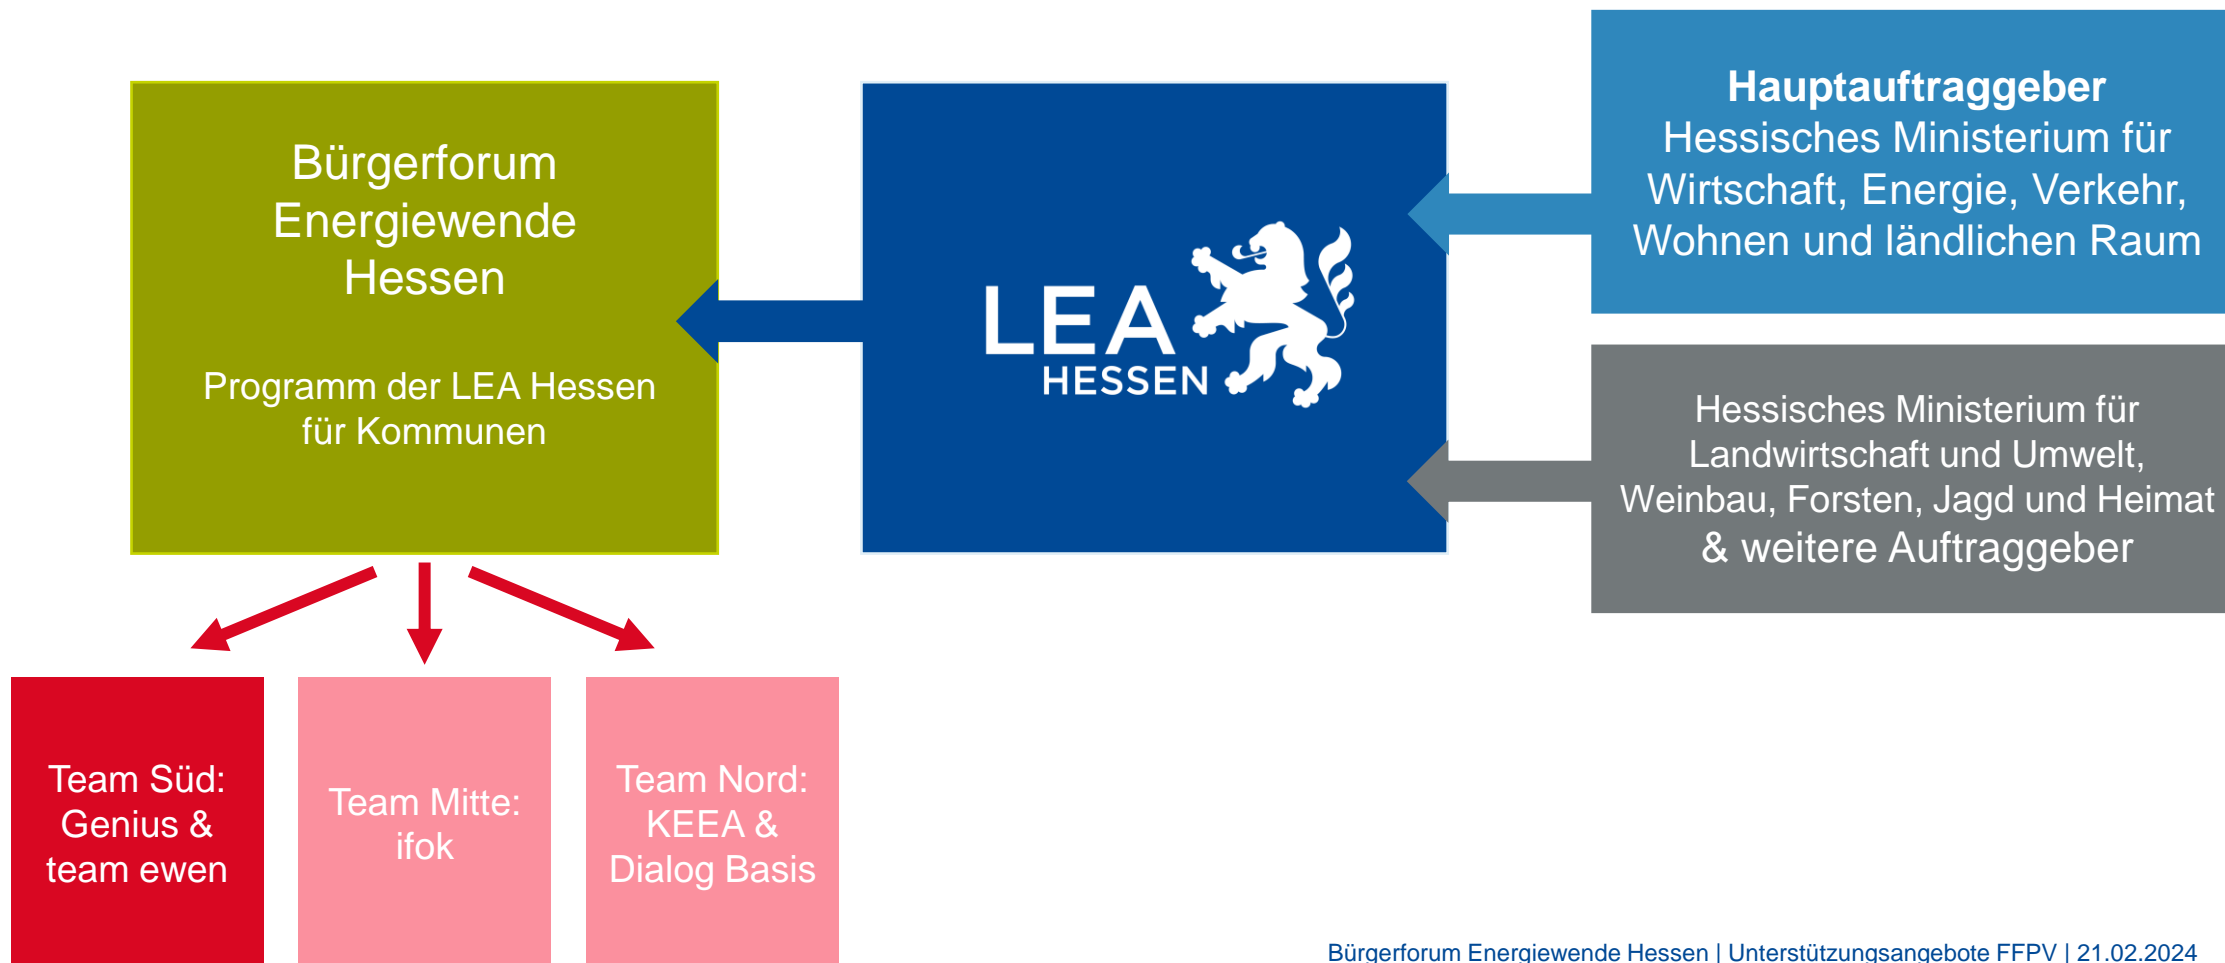 Bürgerforum
Energiewende
Hessen
Programm der LEA Hessen
für Kommunen
LEA
HESSEN
Hauptauftraggeber
Hessisches Ministerium für
Wirtschaft, Energie, Verkehr,
Wohnen und ländlichen Raum
Hessisches Ministerium für
Landwirtschaft und Umwelt,
Weinbau, Forsten, Jagd und Heimat
& weitere Auftraggeber
Team Süd:
Genius &
team ewen
Team Mitte:
ifok
Team Nord:
KEEA &
Dialog Basis
Bürgerforum Energiewende Hessen | Unterstützungsangebote FFPV | 21.02.2024